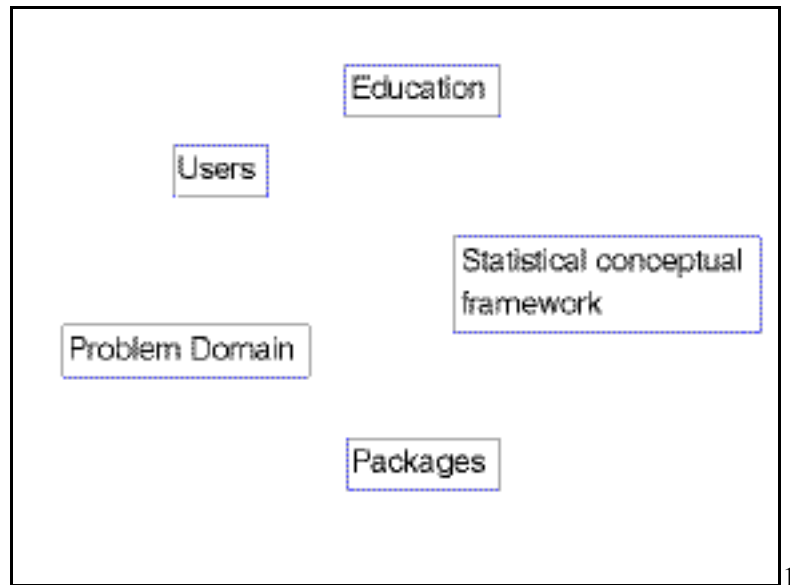 Education
Users
Statistical conceptual
framework
Problem Domain
Packages
1